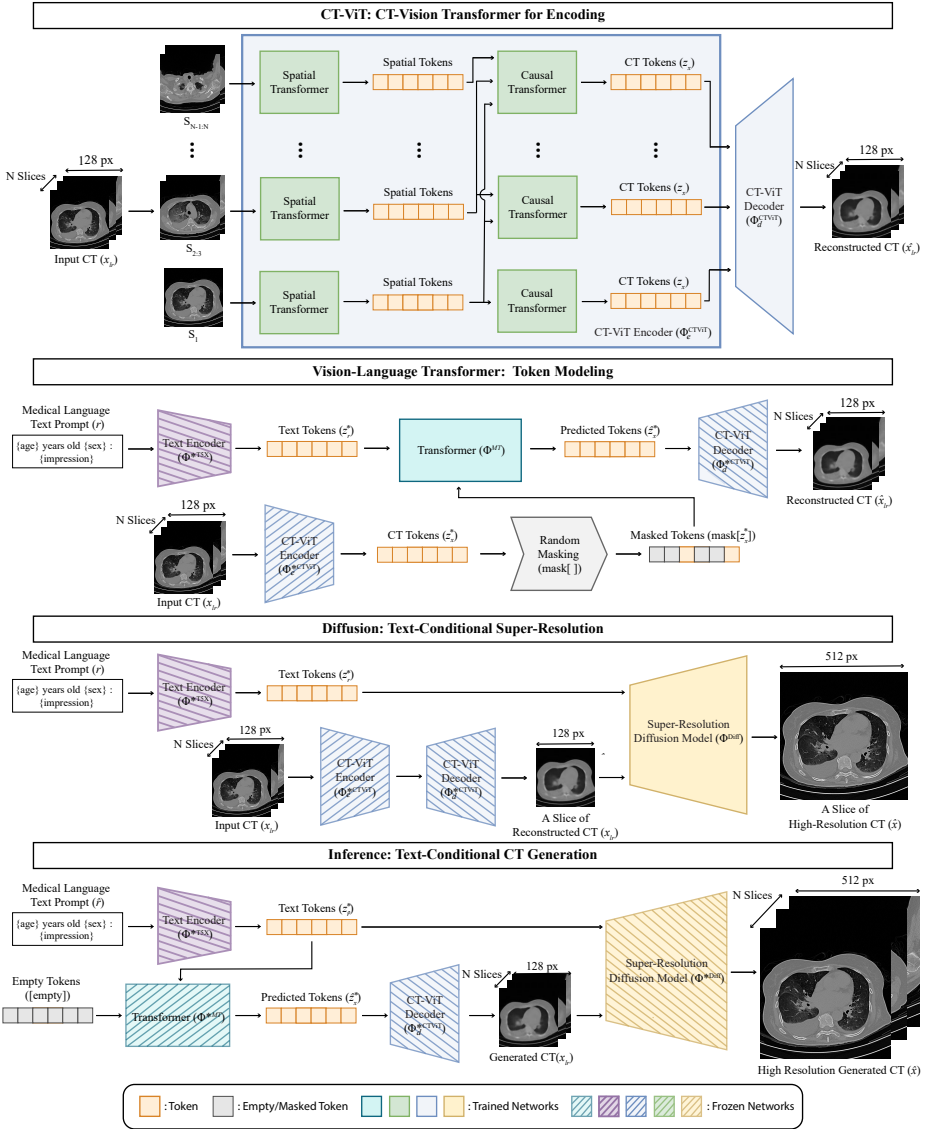 CT-ViT: CT-Vision Transformer for Encoding
S_{N-1:N}
Spatial
Transformer
Spatial Tokens
Causal
Transformer
CT Tokens (z_x)
128 px
N Slices
Input CT (x_{lr})
S_{2:3}
Spatial
Transformer
Spatial Tokens
Causal
Transformer
CT Tokens (z_x)
S_1
Spatial
Transformer
Spatial Tokens
Causal
Transformer
CT Tokens (z_x)
CT-ViT Encoder (Φ_e^{CTViT})
CT-ViT
Decoder
(Φ_d^{CTViT})
128 px
N Slices
Reconstructed CT (x̂_{lr})
Vision-Language Transformer: Token Modeling
Medical Language
Text Prompt (r)
{age} years old {sex} :
{impression}
Text Encoder
(Φ*^{T5X})
Text Tokens (z_r^*)
Transformer (Φ^{MT})
Predicted Tokens (ẑ_x^*)
CT-ViT
Decoder
(Φ_d^{*CTViT})
128 px
N Slices
Reconstructed CT (x̂_{lr})
128 px
N Slices
Input CT (x_{lr})
CT-ViT
Encoder
(Φ_e^{*CTViT})
CT Tokens (z_x^*)
Random
Masking
(mask[ ])
Masked Tokens (mask[z_x^*])
Diffusion: Text-Conditional Super-Resolution
Medical Language
Text Prompt (r)
{age} years old {sex} :
{impression}
Text Encoder
(Φ*^{T5X})
Text Tokens (z_r^*)
128 px
N Slices
Input CT (x_{lr})
CT-ViT
Encoder
(Φ_e^{*CTViT})
CT-ViT
Decoder
(Φ_d^{*CTViT})
128 px
A Slice of
Reconstructed CT (x_{lr})
Super-Resolution
Diffusion Model (Φ^{Diff})
512 px
A Slice of
High-Resolution CT (x̂)
Inference: Text-Conditional CT Generation
Medical Language
Text Prompt (r̂)
{age} years old {sex} :
{impression}
Text Encoder
(Φ*^{T5X})
Text Tokens (z_r̂^*)
Empty Tokens
([empty])
Transformer (Φ*^{MT})
Predicted Tokens (ẑ_x^*)
CT-ViT
Decoder
(Φ_d^{*CTViT})
128 px
N Slices
Generated CT(x_{lr})
Super-Resolution
Diffusion Model (Φ*^{Diff})
512 px
N Slices
High Resolution Generated CT (x̂)
: Token
: Empty/Masked Token
: Trained Networks
: Frozen Networks